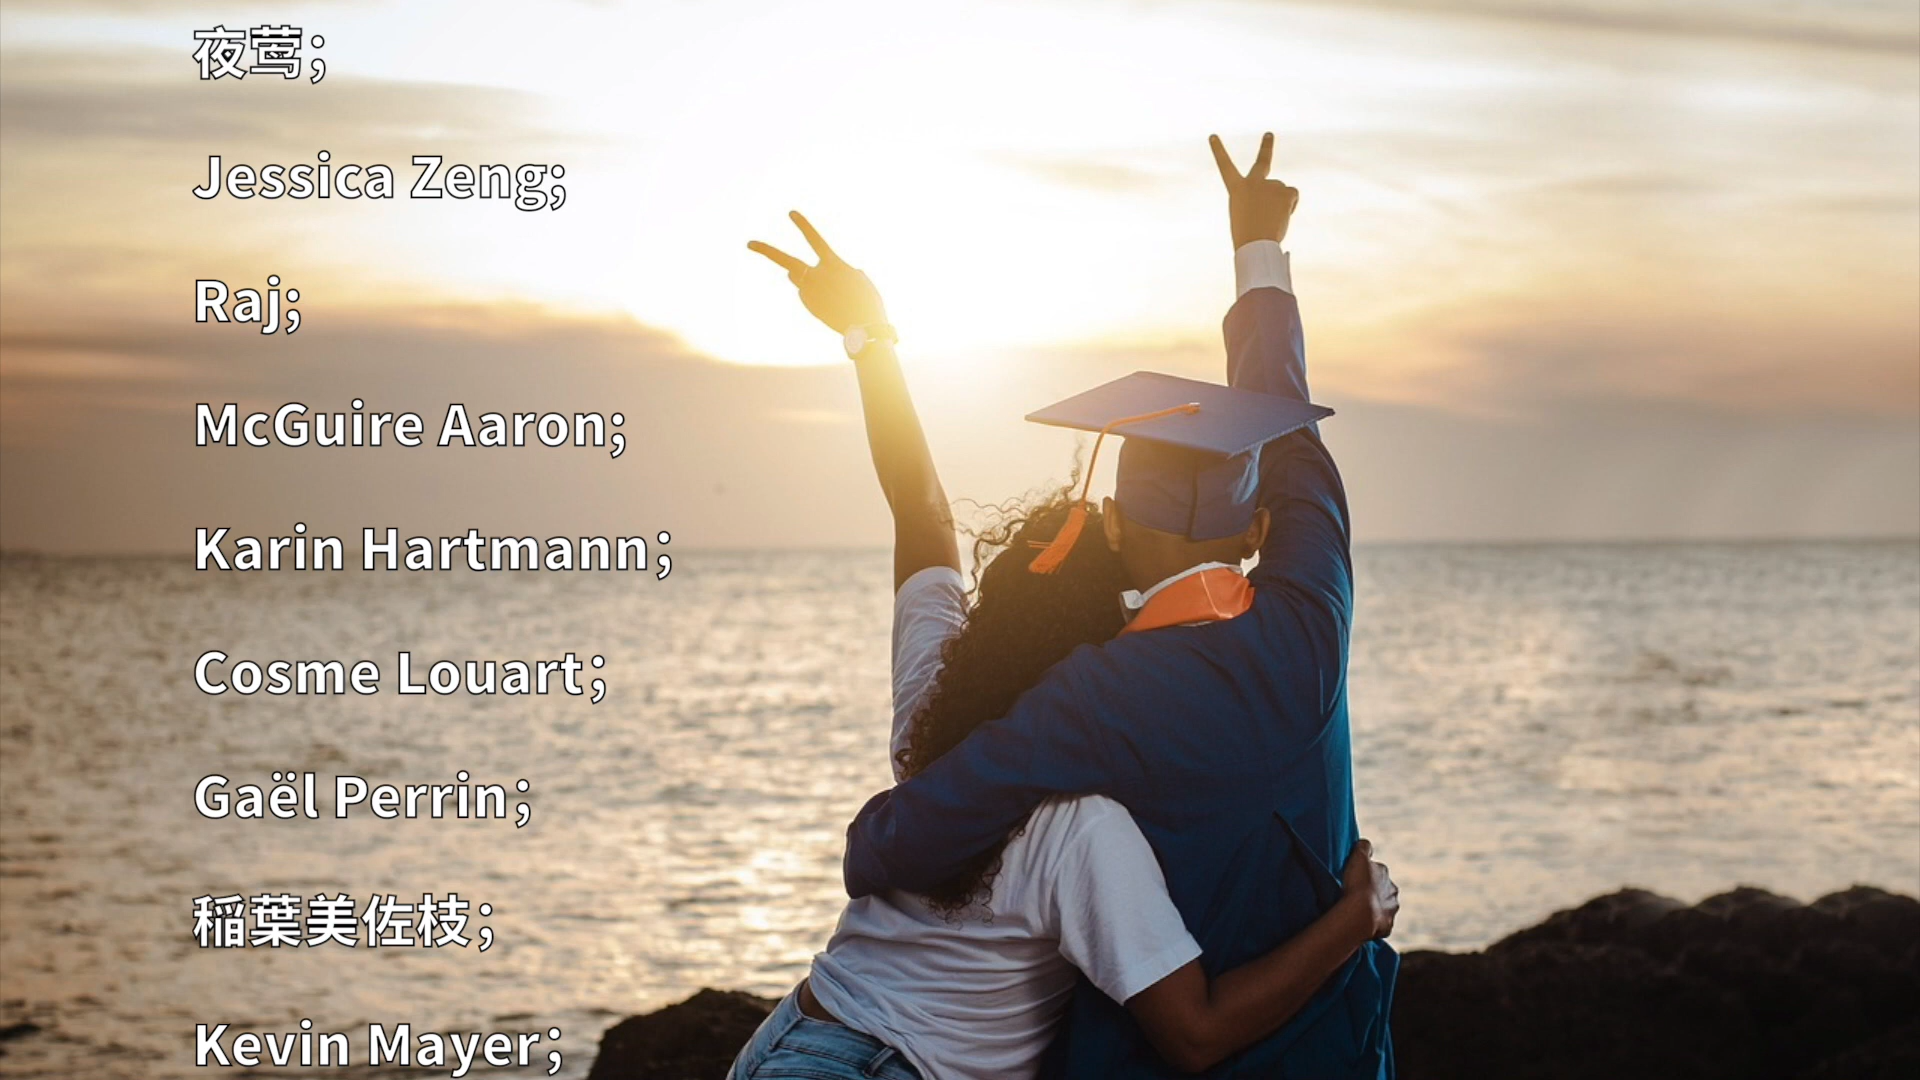 夜莺；
Jessica Zeng;
Raj;
McGuire Aaron;
Karin Hartmann；
Cosme Louart；
Gaël Perrin；
稲葉美佐枝；
Kevin Mayer；